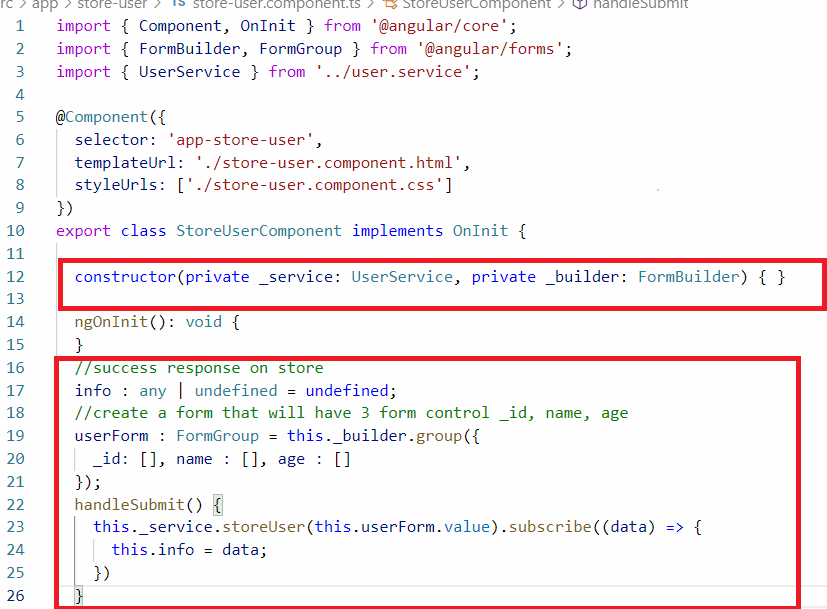 rc > app > store-user > TS store-user.component.ts > StoreUserComponent > handleSubmit
1 import { Component, OnInit } from '@angular/core';
2 import { FormBuilder, FormGroup } from '@angular/forms';
3 import { UserService } from '../user.service';
4
5 @Component({
6 selector: 'app-store-user',
7 templateUrl: './store-user.component.html',
8 styleUrls: ['./store-user.component.css']
9 })
10 export class StoreUserComponent implements OnInit {
11
12 constructor(private _service: UserService, private _builder: FormBuilder) { }
13
14 ngOnInit(): void {
15 }
16 //success response on store
17 info : any | undefined = undefined;
18 //create a form that will have 3 form control _id, name, age
19 userForm : FormGroup = this._builder.group({
20 _id: [], name : [], age : []
21 });
22 handleSubmit() {
23 this._service.storeUser(this.userForm.value).subscribe((data) => {
24 this.info = data;
25 })
26 }